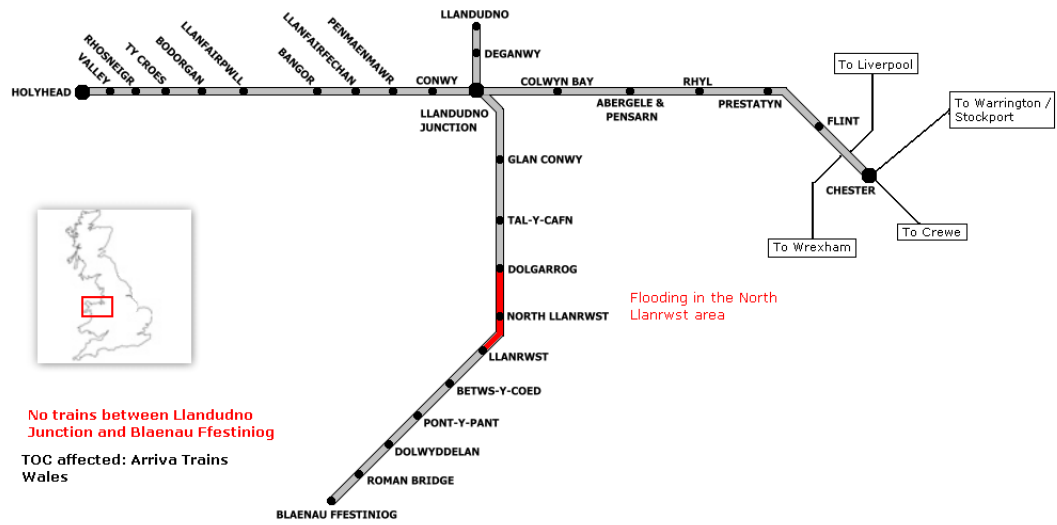 LLANDUDNO
DEGANWY
HOLYHEAD
VALLEY
RHOSNEIGR
TY CROES
BODORGAN
LLANFAIRPWLL
BANGOR
LLANFAIRFECHAN
PENMAENMAWR
CONWY
LLANDUDNO
JUNCTION
COLWYN BAY
ABERGELE &
PENSARN
RHYL
PRESTATYN
FLINT
CHESTER
To Liverpool
To Warrington /
Stockport
To Wrexham
To Crewe
GLAN CONWY
TAL-Y-CAFN
DOLGARROG
NORTH LLANRWST
LLANRWST
BETWS-Y-COED
PONT-Y-PANT
DOLWYDDELAN
ROMAN BRIDGE
BLAENAU FFESTINIOG
Flooding in the North
Llanrwst area
No trains between Llandudno
Junction and Blaenau Ffestiniog
TOC affected: Arriva Trains
Wales